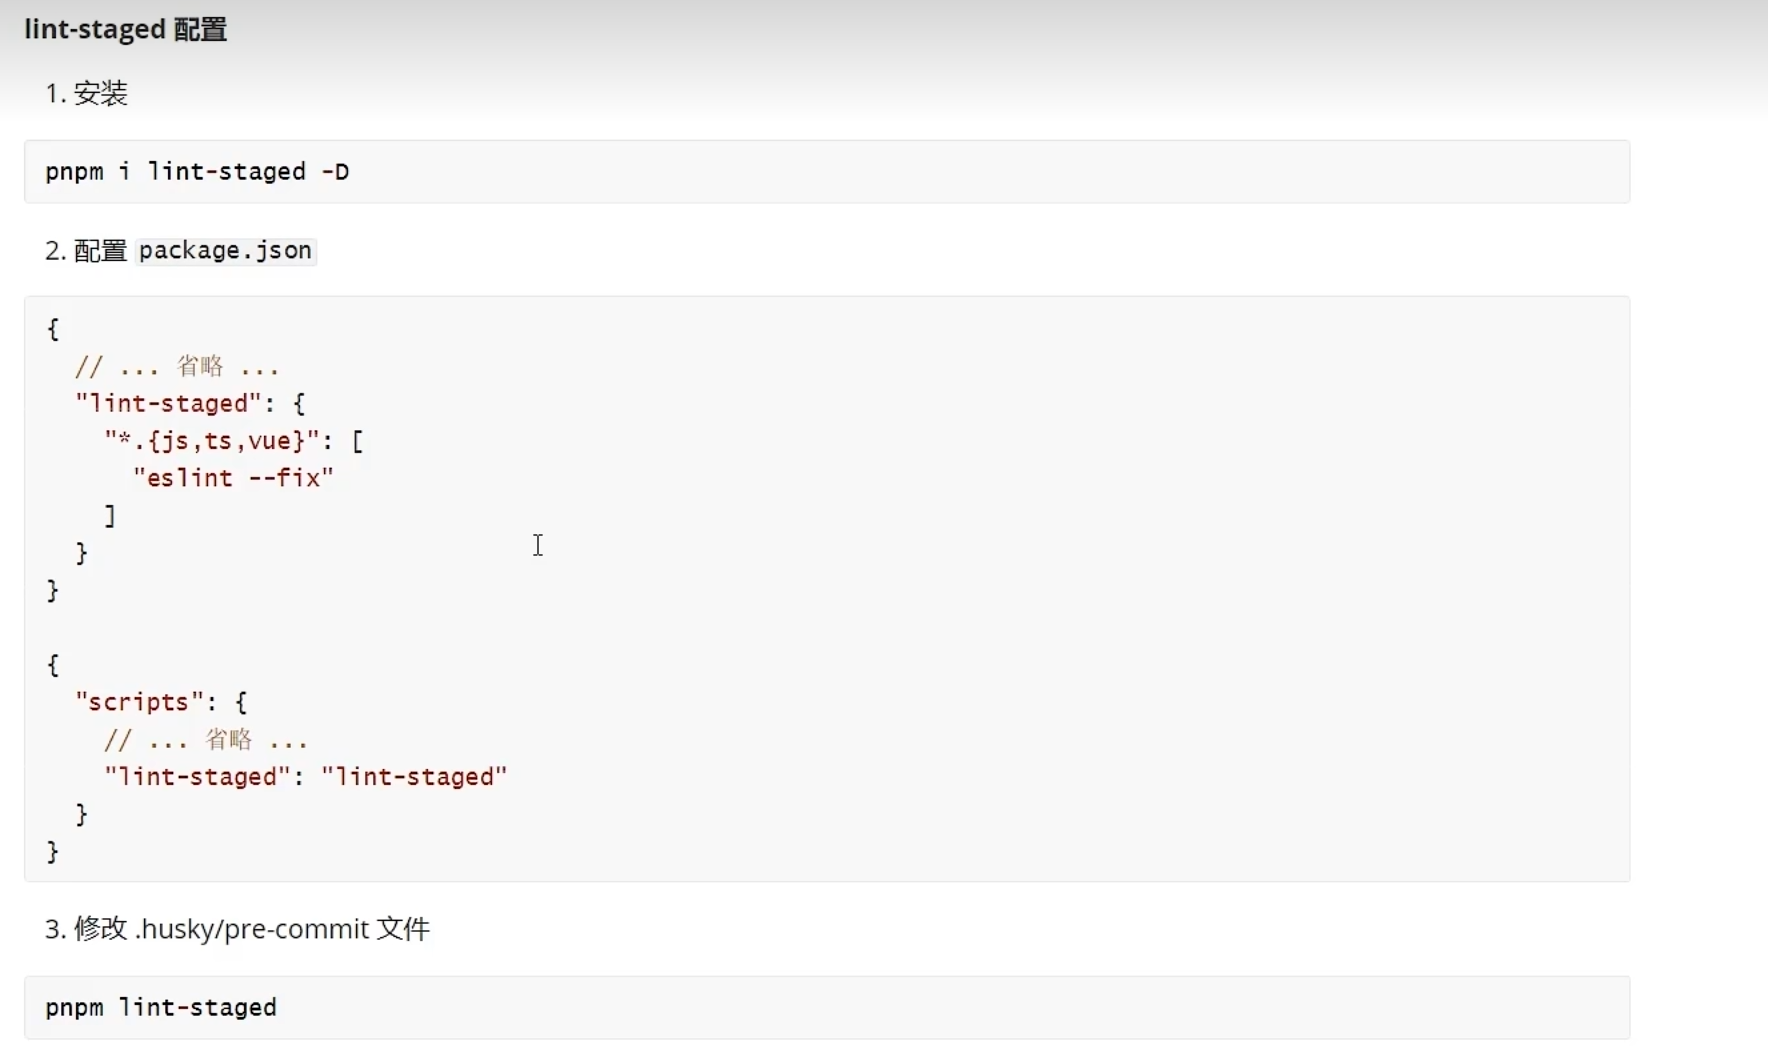 lint-staged 配置
1. 安装
pnpm i lint-staged -D
2. 配置 package.json
{
  // ... 省略 ...
  "lint-staged": {
    "*.{js,ts,vue}": [
      "eslint --fix"
    ]
  }
}
{
  "scripts": {
    // ... 省略 ...
    "lint-staged": "lint-staged"
  }
}
3. 修改 .husky/pre-commit 文件
pnpm lint-staged